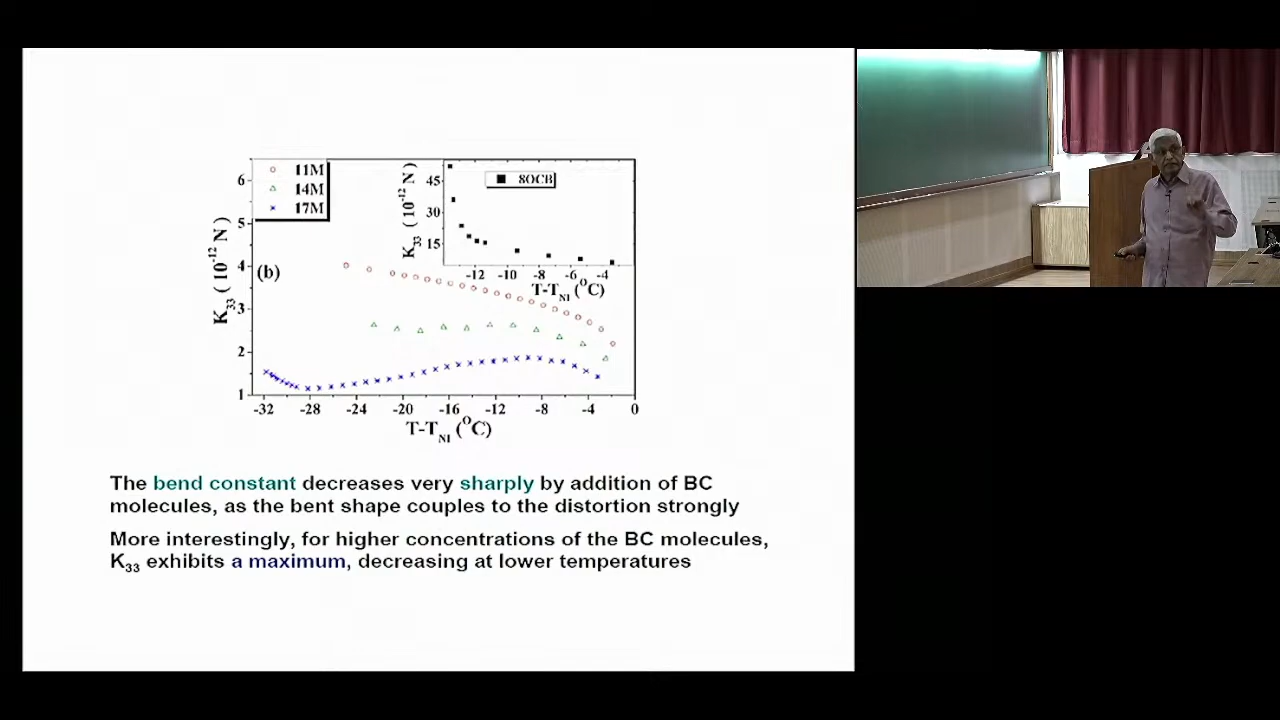 11M
14M
17M
8OCB
K33 (10-12 N)
45
30
15
-12 -10 -8 -6 -4
T-TNI (OC)
K33 (10-12 N)
6
5
4
3
2
1
(b)
-32 -28 -24 -20 -16 -12 -8 -4 0
T-TNI (OC)
The bend constant decreases very sharply by addition of BC
molecules, as the bent shape couples to the distortion strongly
More interestingly, for higher concentrations of the BC molecules,
K33 exhibits a maximum, decreasing at lower temperatures